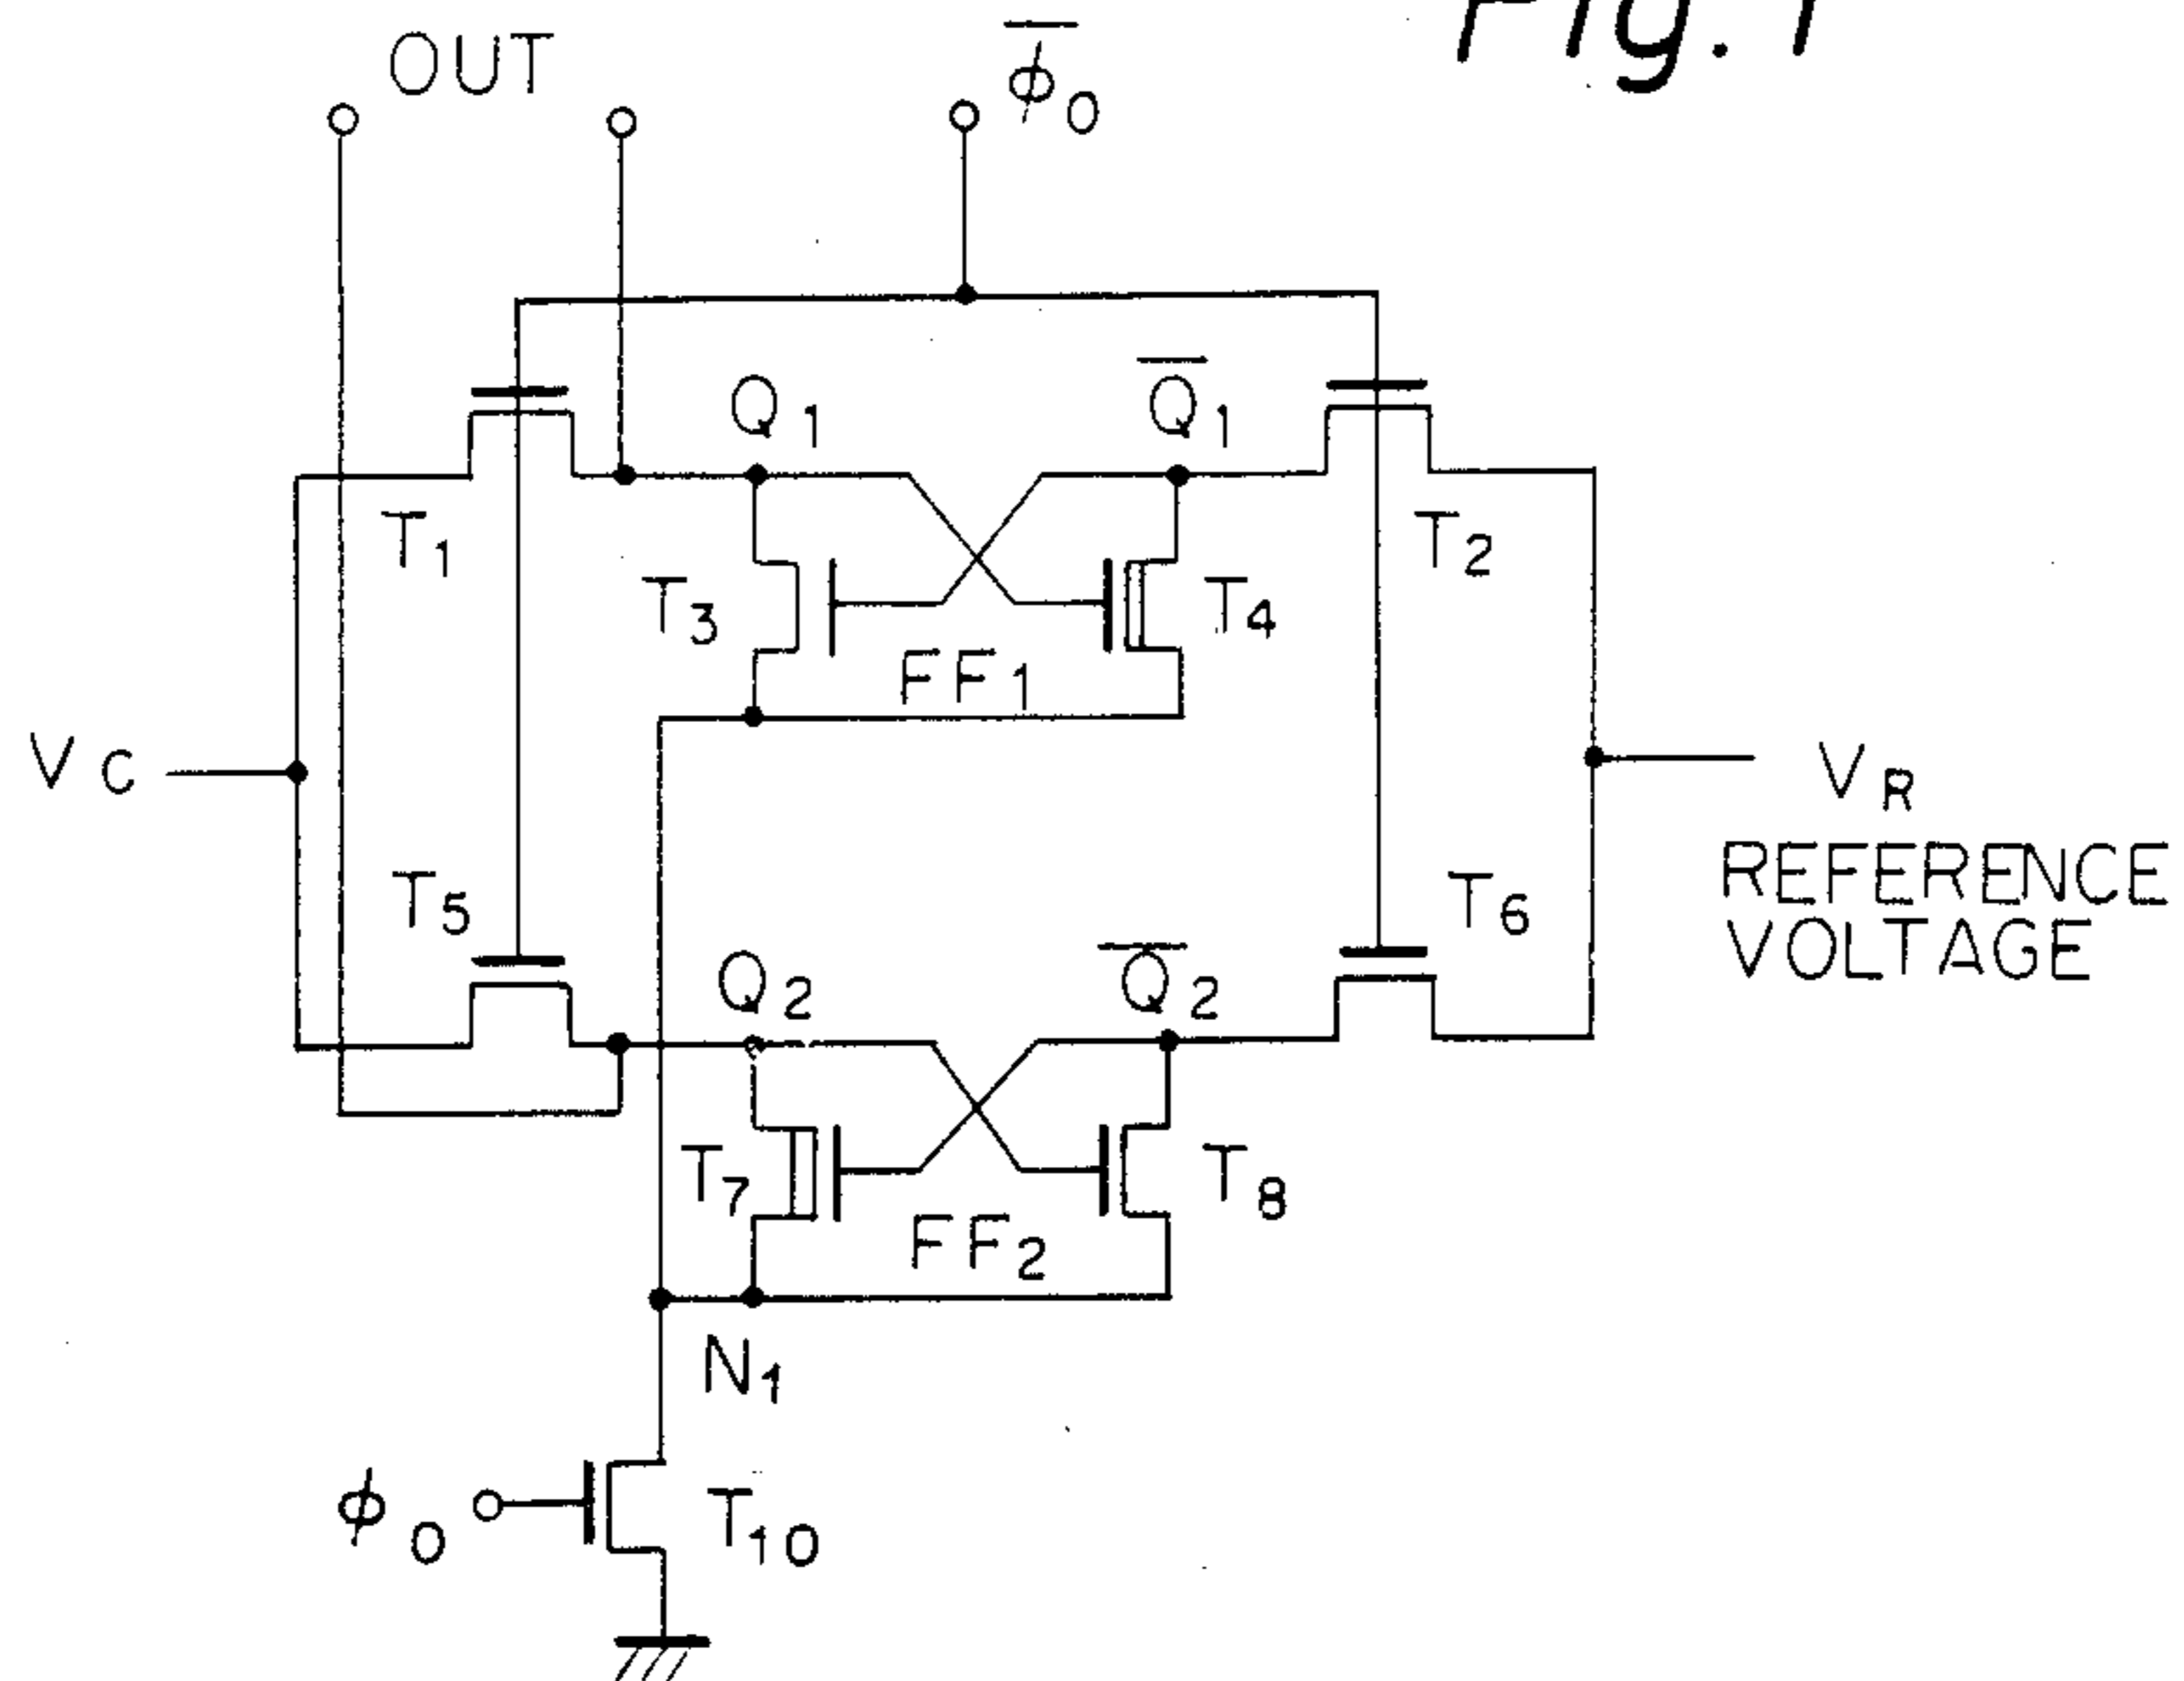 Fig. 1
OUT
φ̅0
Q1
Q̅1
T1
T2
T3
T4
FF1
VC
VR
REFERENCE
VOLTAGE
T5
T6
Q2
Q̅2
T7
T8
FF2
N1
φ0
T10